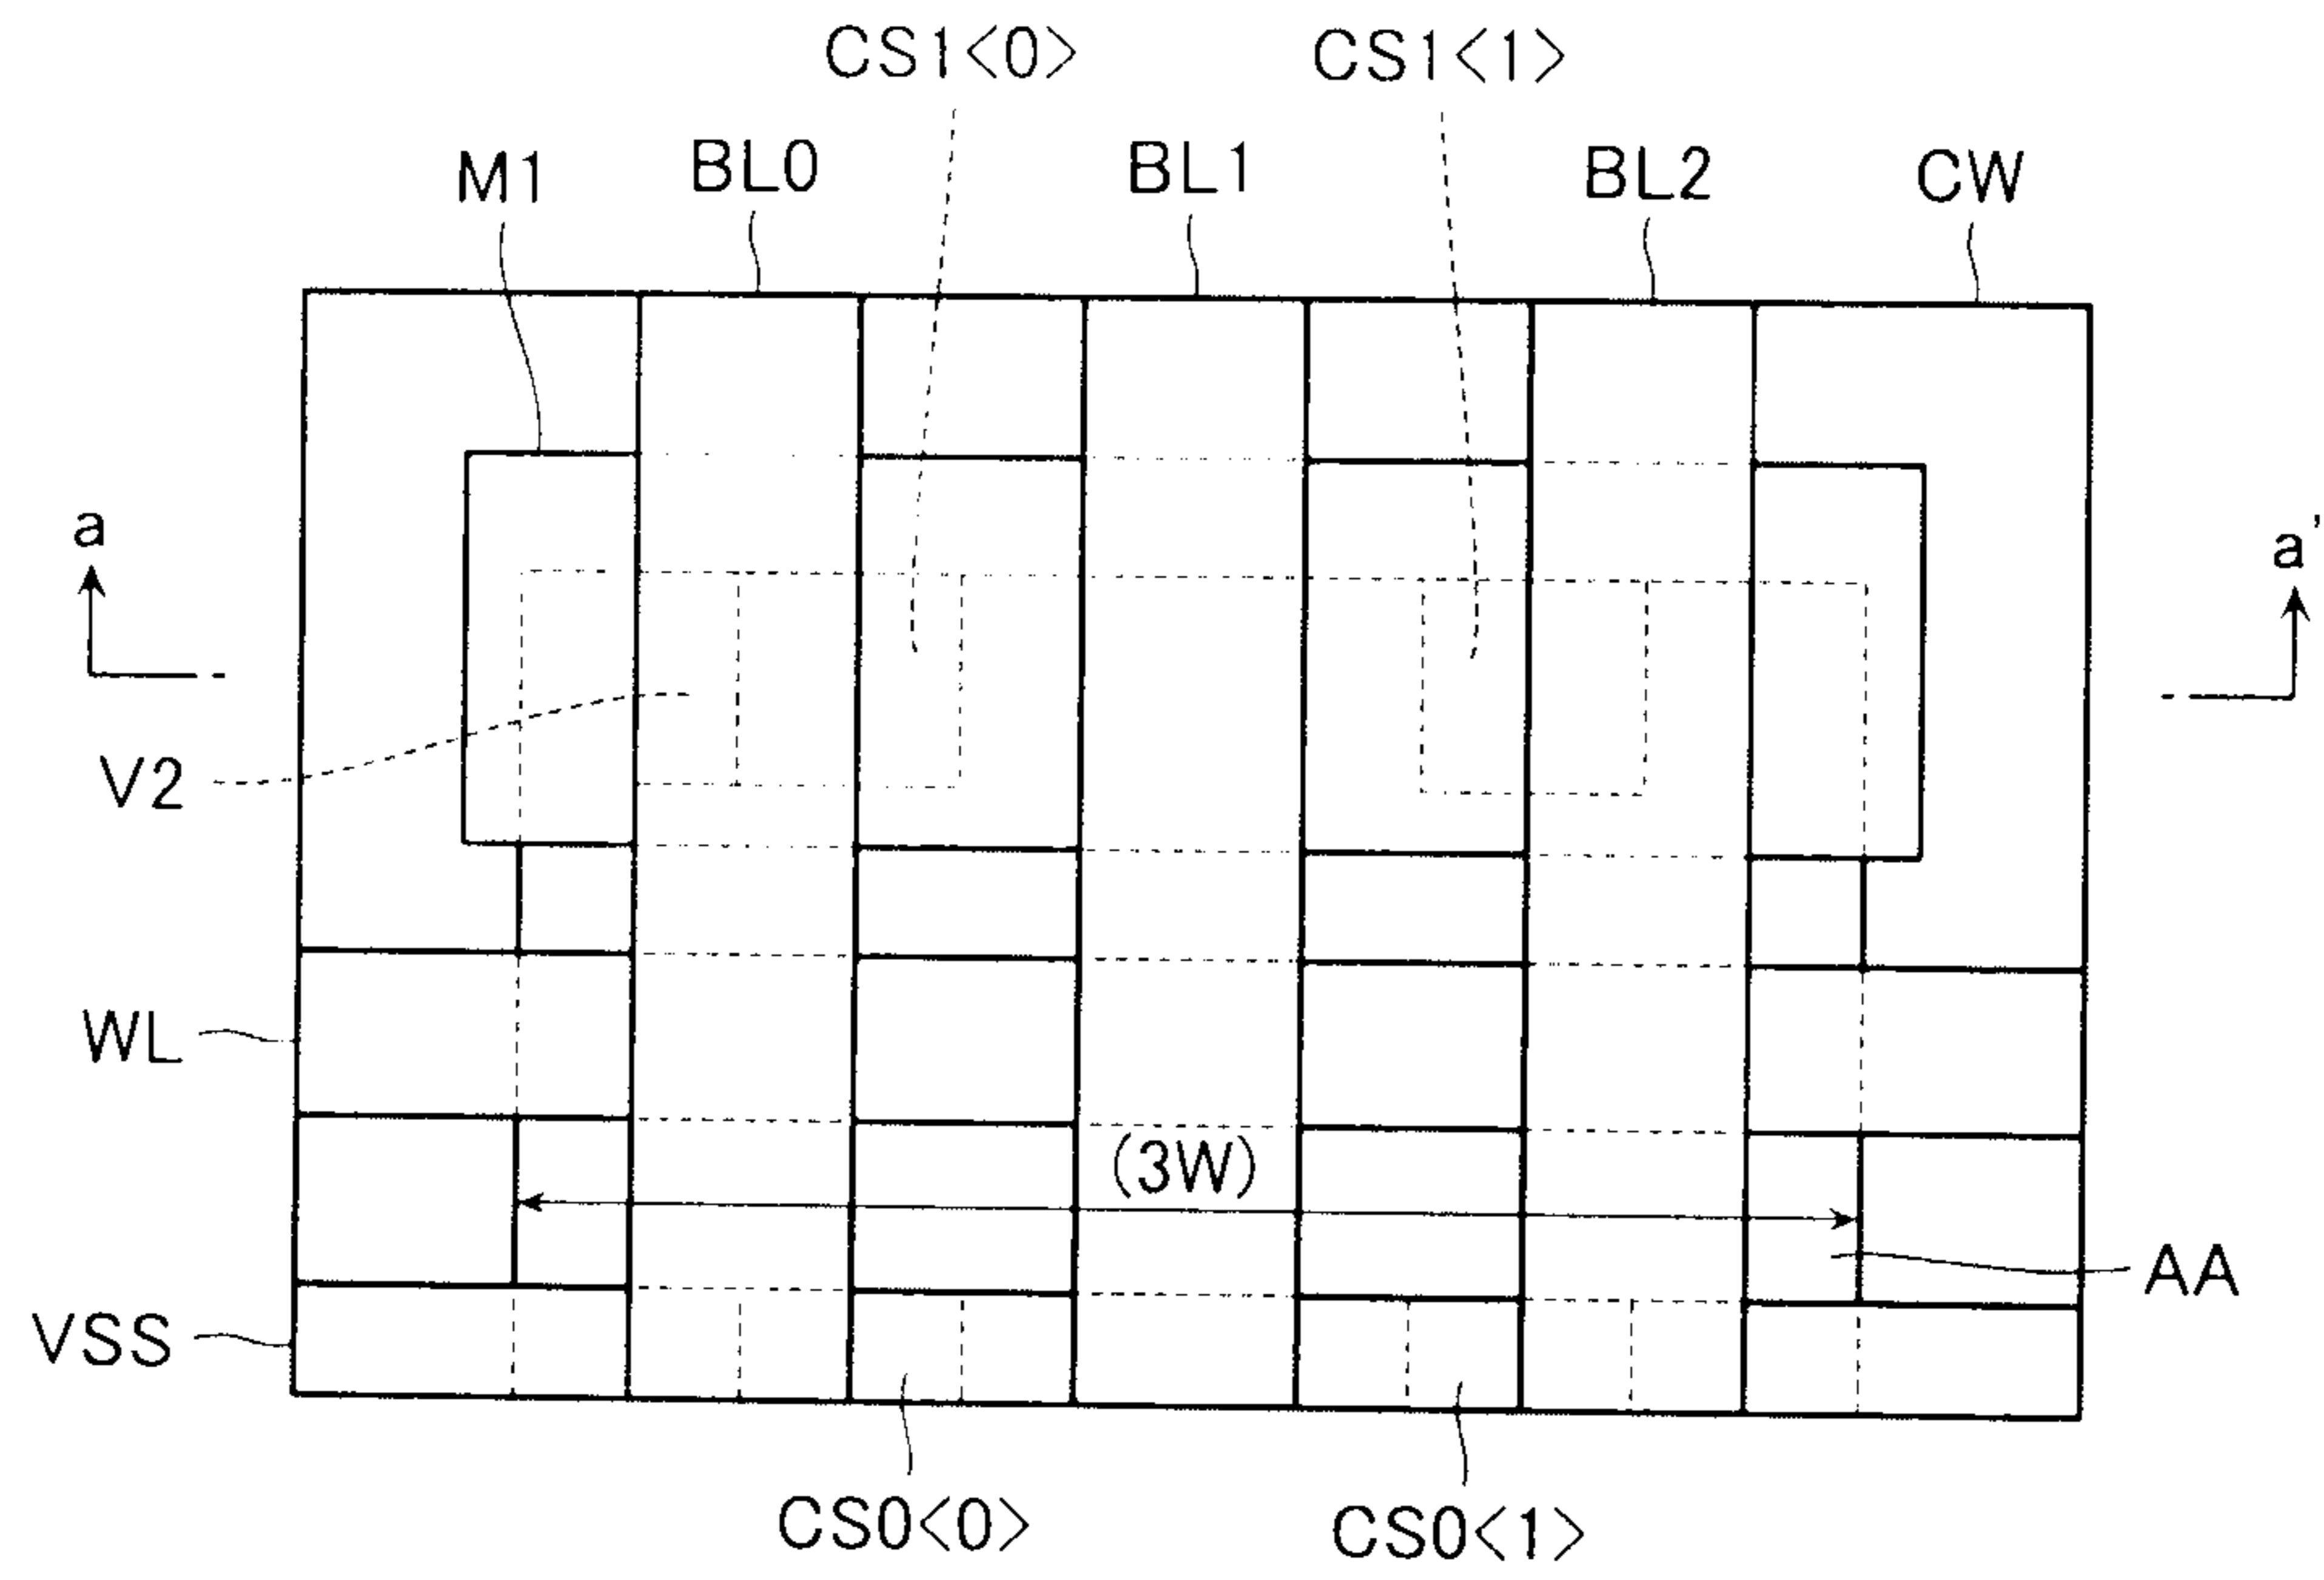 CS1<0> CS1<1>
M1 BL0 BL1 BL2 CW
a a'
V2
WL
(3W)
AA
VSS
CS0<0> CS0<1>